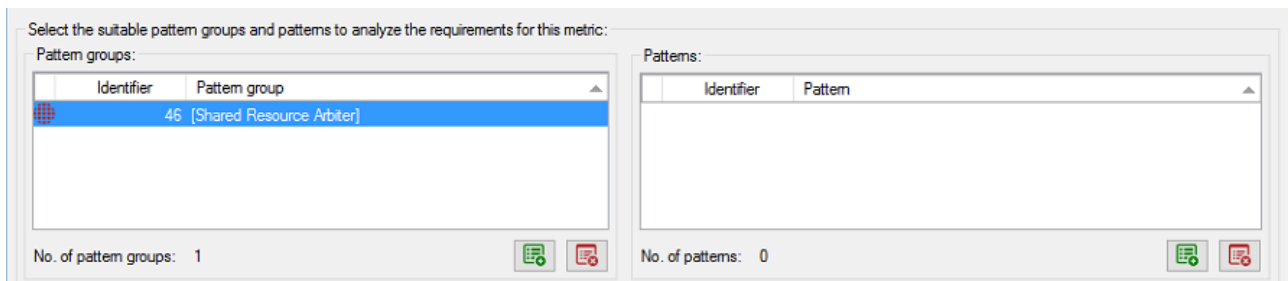 Select the suitable pattern groups and patterns to analyze the requirements for this metric:
Pattern groups:
Identifier Pattern group
46 [Shared Resource Arbiter]
No. of pattern groups: 1
Patterns:
Identifier Pattern
No. of patterns: 0